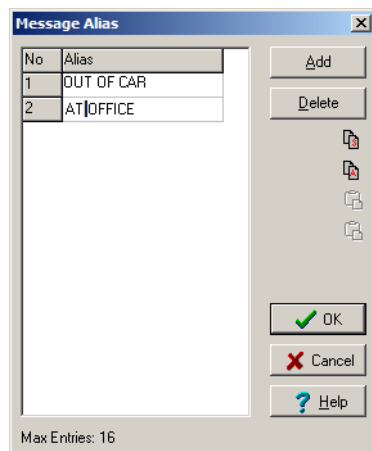 Message Alias
No Alias
1 OUT OF CAR
2 AT OFFICE
Add
Delete
OK
Cancel
Help
Max Entries: 16